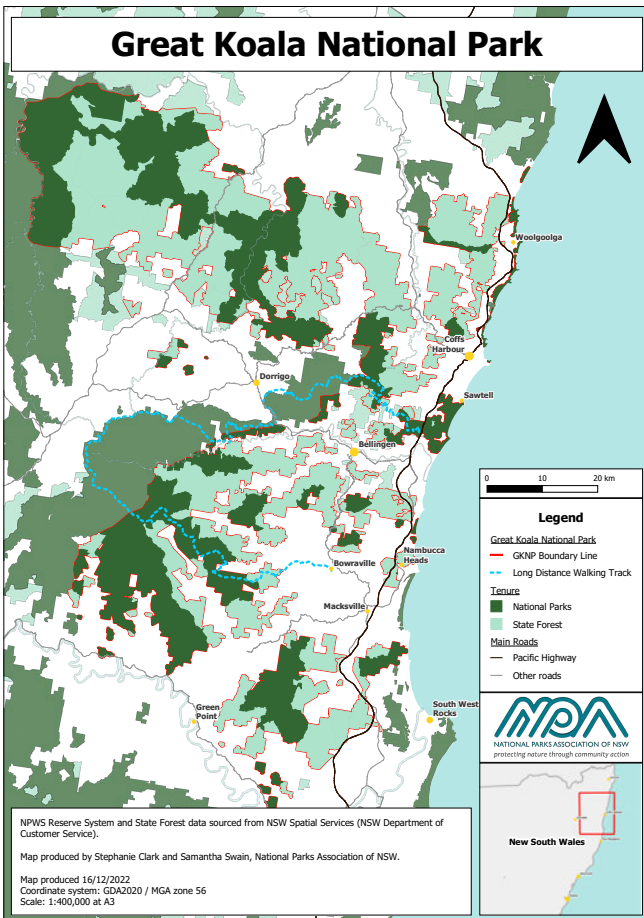 Great Koala National Park
Woolgoolga
Coffs
Harbour
Dorrigo
Sawtell
Bellingen
Nambucca
Heads
Bowraville
Macksville
Green
Point
South West
Rocks
0 10 20 km
Legend
Great Koala National Park
GKNP Boundary Line
Long Distance Walking Track
Tenure
National Parks
State Forest
Main Roads
Pacific Highway
Other roads
NPA
NATIONAL PARKS ASSOCIATION OF NSW
protecting nature through community action
New South Wales
NPWS Reserve System and State Forest data sourced from NSW Spatial Services (NSW Department of
Customer Service).
Map produced by Stephanie Clark and Samantha Swain, National Parks Association of NSW.
Map produced 16/12/2022
Coordinate system: GDA2020 / MGA zone 56
Scale: 1:400,000 at A3